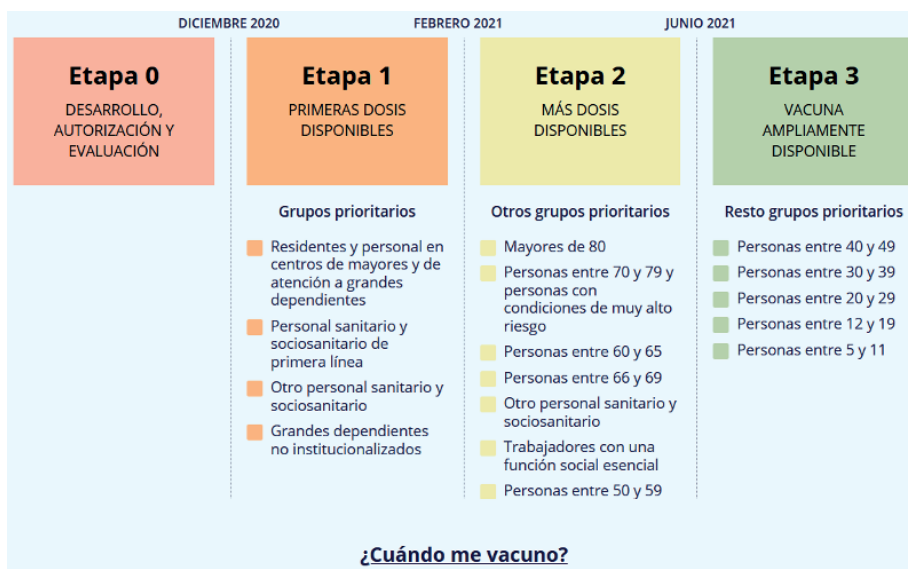 DICIEMBRE 2020
FEBRERO 2021
JUNIO 2021
Etapa 0
DESARROLLO,
AUTORIZACIÓN Y
EVALUACIÓN
Etapa 1
PRIMERAS DOSIS
DISPONIBLES
Grupos prioritarios
Residentes y personal en
centros de mayores y de
atención a grandes
dependientes
Personal sanitario y
sociosanitario de
primera línea
Otro personal sanitario y
sociosanitario
Grandes dependientes
no institucionalizados
Etapa 2
MÁS DOSIS
DISPONIBLES
Otros grupos prioritarios
Mayores de 80
Personas entre 70 y 79 y
personas con
condiciones de muy alto
riesgo
Personas entre 60 y 65
Personas entre 66 y 69
Otro personal sanitario y
sociosanitario
Trabajadores con una
función social esencial
Personas entre 50 y 59
Etapa 3
VACUNA
AMPLIAMENTE
DISPONIBLE
Resto grupos prioritarios
Personas entre 40 y 49
Personas entre 30 y 39
Personas entre 20 y 29
Personas entre 12 y 19
Personas entre 5 y 11
¿Cuándo me vacuno?